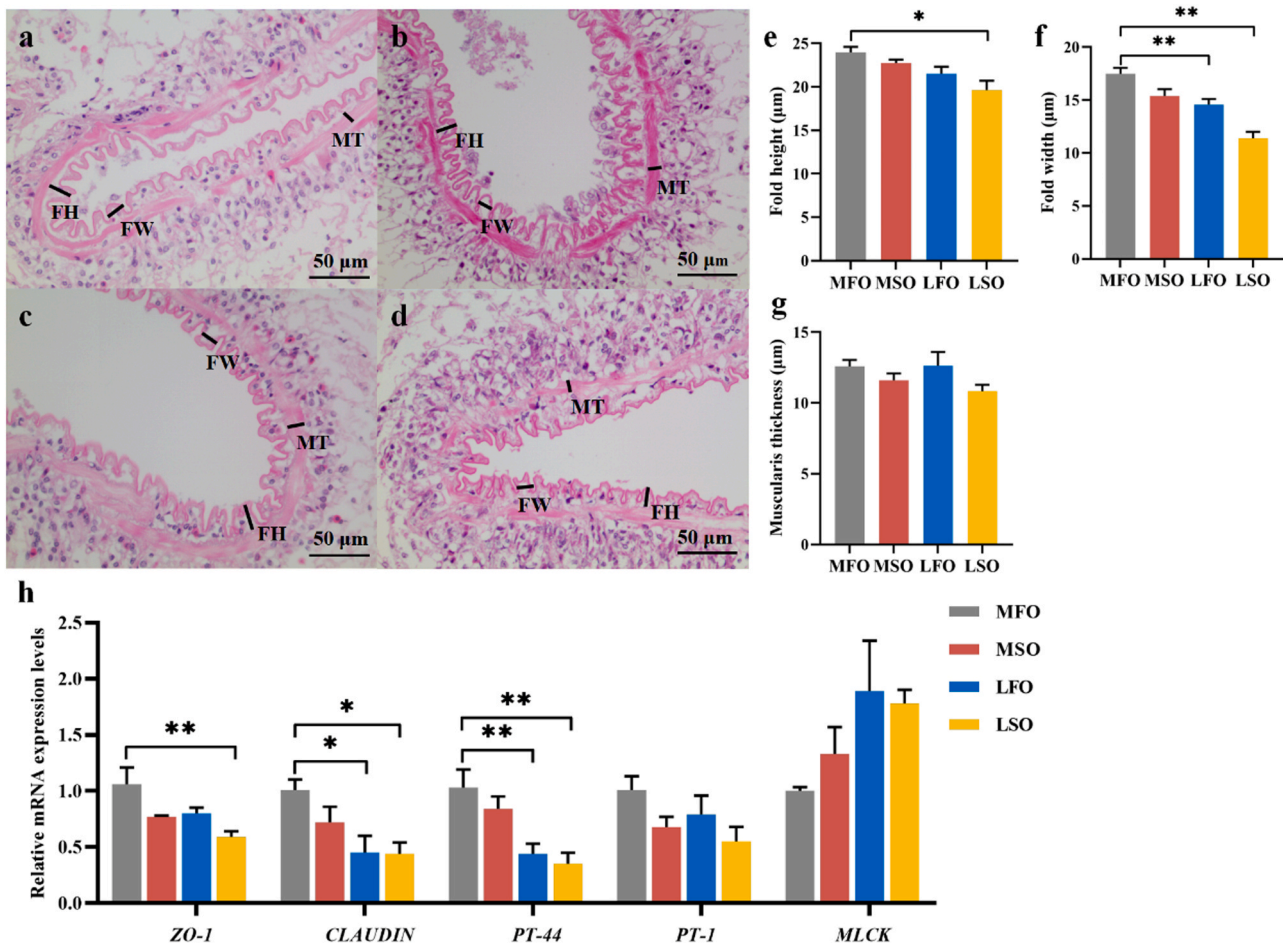 a
FH
FW
MT
50 μm
b
FH
FW
MT
50 μm
c
FW
MT
FH
50 μm
d
MT
FW
FH
50 μm
e
*
Fold height (μm)
25
20
15
10
5
0
MFO MSO LFO LSO
f
**
**
Fold width (μm)
20
15
10
5
0
MFO MSO LFO LSO
g
Muscularis thickness (μm)
15
10
5
0
MFO MSO LFO LSO
h
Relative mRNA expression levels
2.5
2.0
1.5
1.0
0.5
0.0
**
*
*
**
**
ZO-1 CLAUDIN PT-44 PT-1 MLCK
MFO
MSO
LFO
LSO